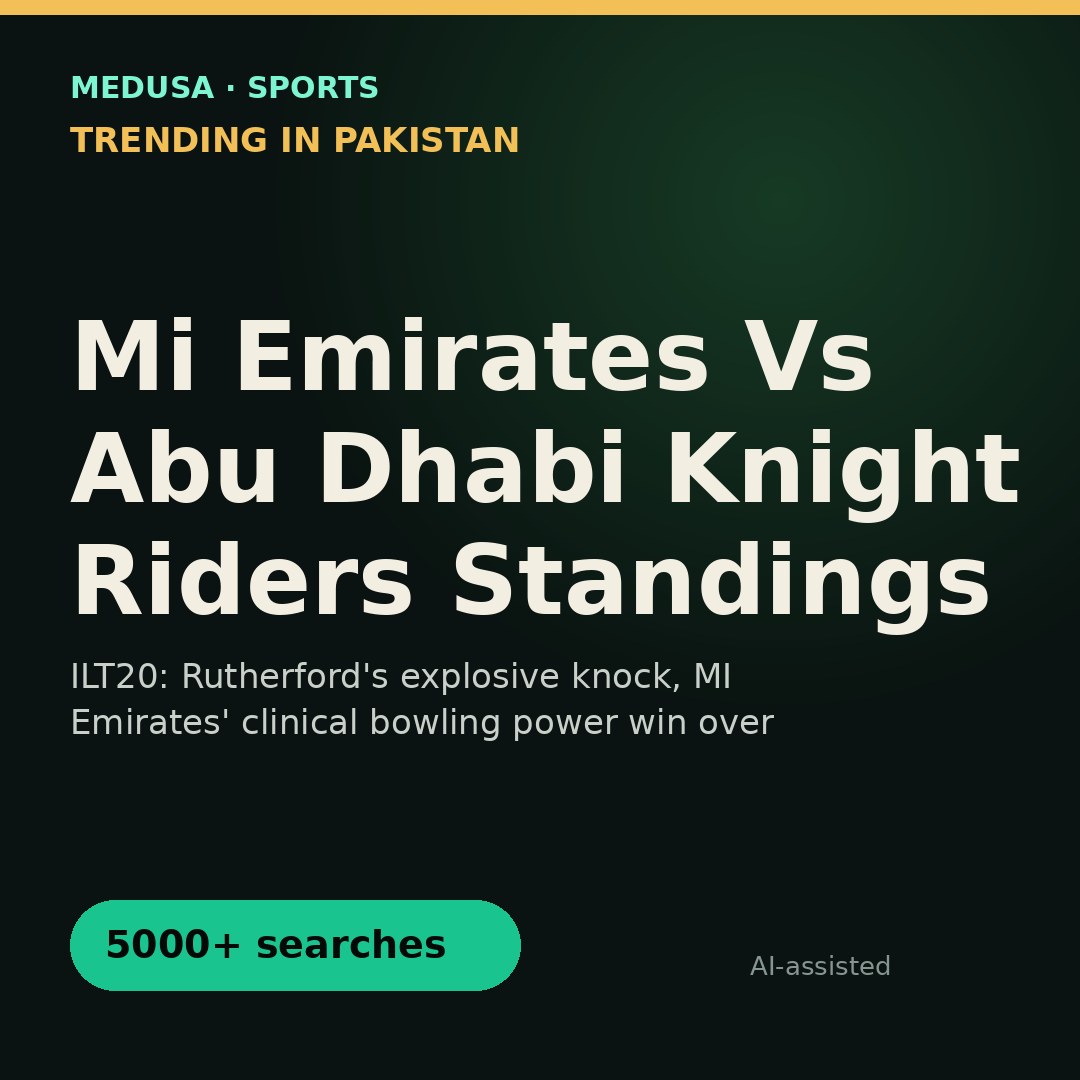 MEDUSA · SPORTS
TRENDING IN PAKISTAN
Mi Emirates Vs
Abu Dhabi Knight
Riders Standings
ILT20: Rutherford's explosive knock, MI
Emirates' clinical bowling power win over
5000+ searches
AI-assisted